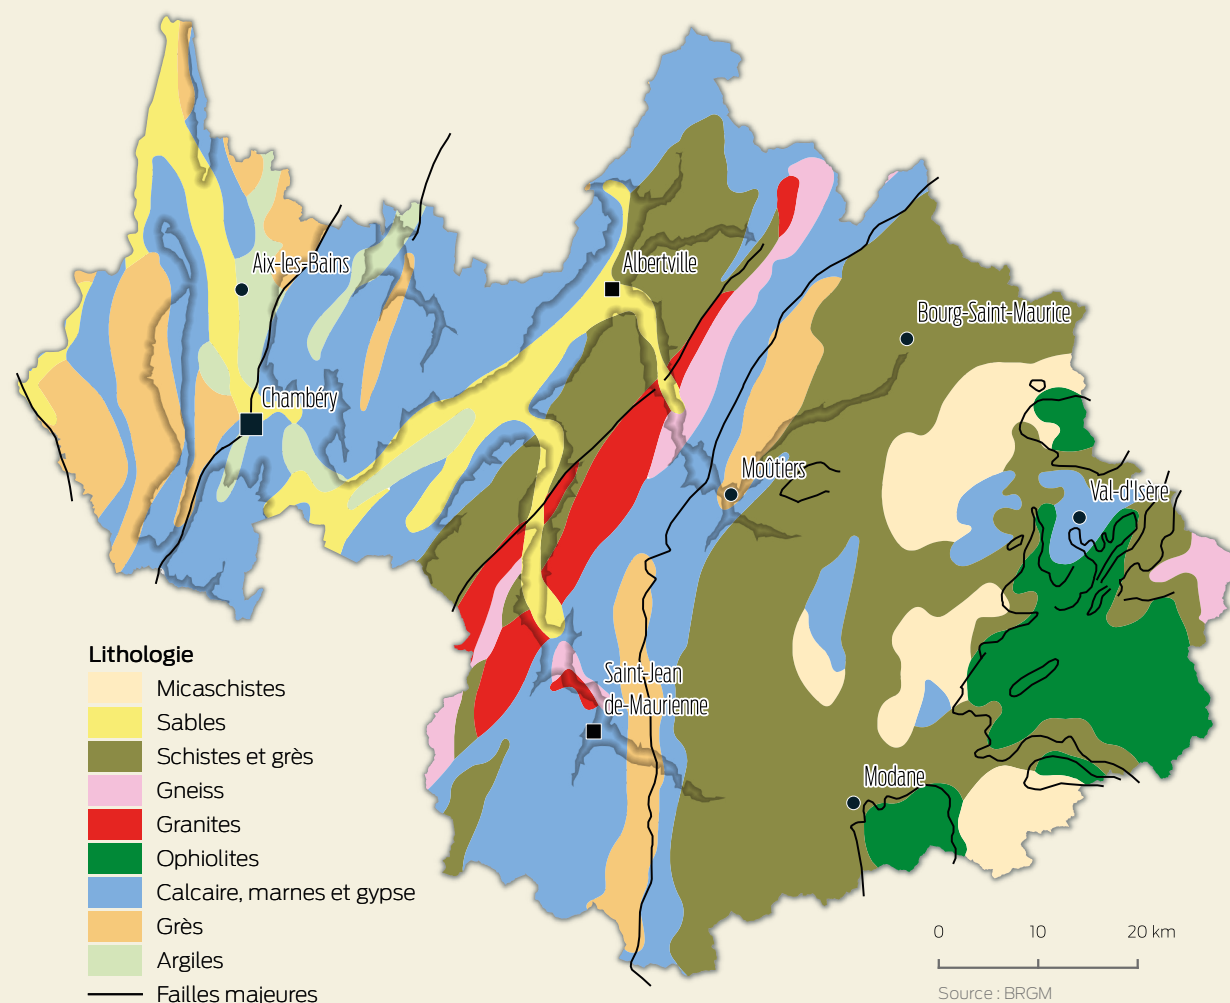 Aix-les-Bains
Albertville
Bourg-Saint-Maurice
Chambéry
Moûtiers
Val-d'Isère
Saint-Jean
de-Maurienne
Modane
Lithologie
Micaschistes
Sables
Schistes et grès
Gneiss
Granites
Ophiolites
Calcaire, marnes et gypse
Grès
Argiles
Failles majeures
0 10 20 km
Source : BRGM